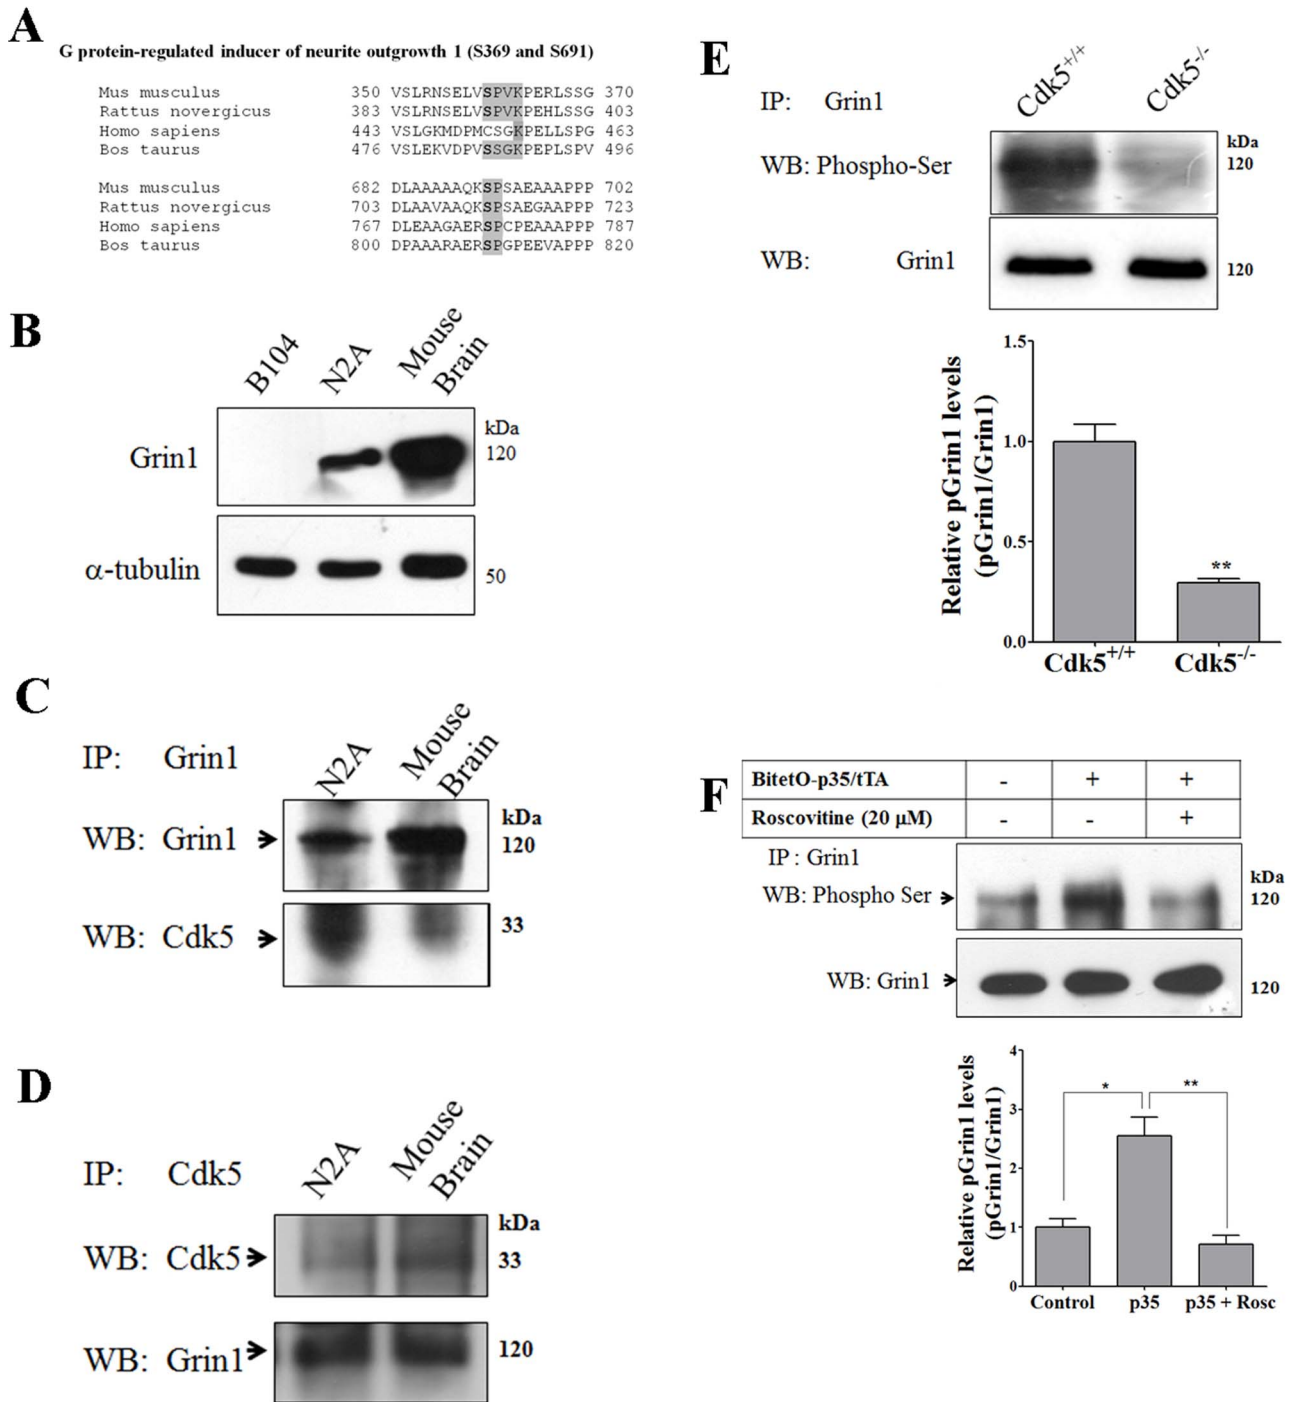 A
G protein-regulated inducer of neurite outgrowth 1 (S369 and S691)
Mus musculus 350 VSLRNSELVSPVKPERLSSG 370
Rattus novergicus 383 VSLRNSELVSPVKPEHLSSG 403
Homo sapiens 443 VSLGKMDPMCSGKPELLSPG 463
Bos taurus 476 VSLEKVDPVSSGKPEPLSPV 496
Mus musculus 682 DLAAAAAQKSPSAEAAAPPP 702
Rattus novergicus 703 DLAAVAAQKSPSAEGAAPPP 723
Homo sapiens 767 DLEAAGAERSPCPEAAAPPP 787
Bos taurus 800 DPAAARAERSPGPEEVAPPP 820
B
B104 N2A Mouse Brain
kDa
Grin1 120
α-tubulin 50
C
IP: Grin1
N2A Mouse Brain
kDa
WB: Grin1 120
WB: Cdk5 33
D
IP: Cdk5
N2A Mouse Brain
kDa
WB: Cdk5 33
WB: Grin1 120
E
Cdk5+/+ Cdk5-/-
IP: Grin1
kDa
WB: Phospho-Ser 120
WB: Grin1 120
Relative pGrin1 levels
(pGrin1/Grin1)
1.5
1.0
0.5
0.0
**
Cdk5+/+ Cdk5-/-
F
BitetO-p35/tTA - + +
Roscovitine (20 µM) - - +
IP : Grin1
kDa
WB: Phospho Ser 120
WB: Grin1 120
Relative pGrin1 levels
(pGrin1/Grin1)
4
3
2
1
0
* **
Control p35 p35 + Rosc